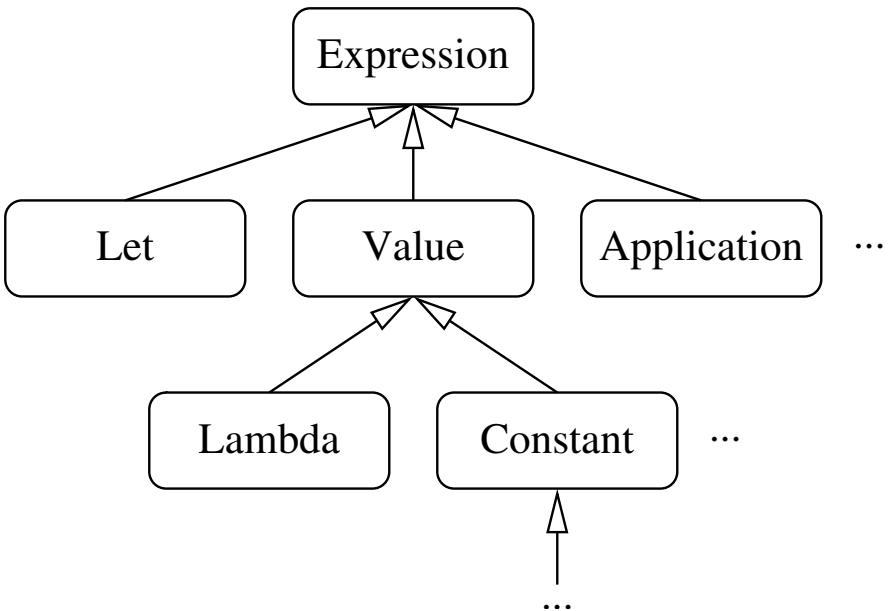 Expression
Let
Value
Application
...
Lambda
Constant
...
...